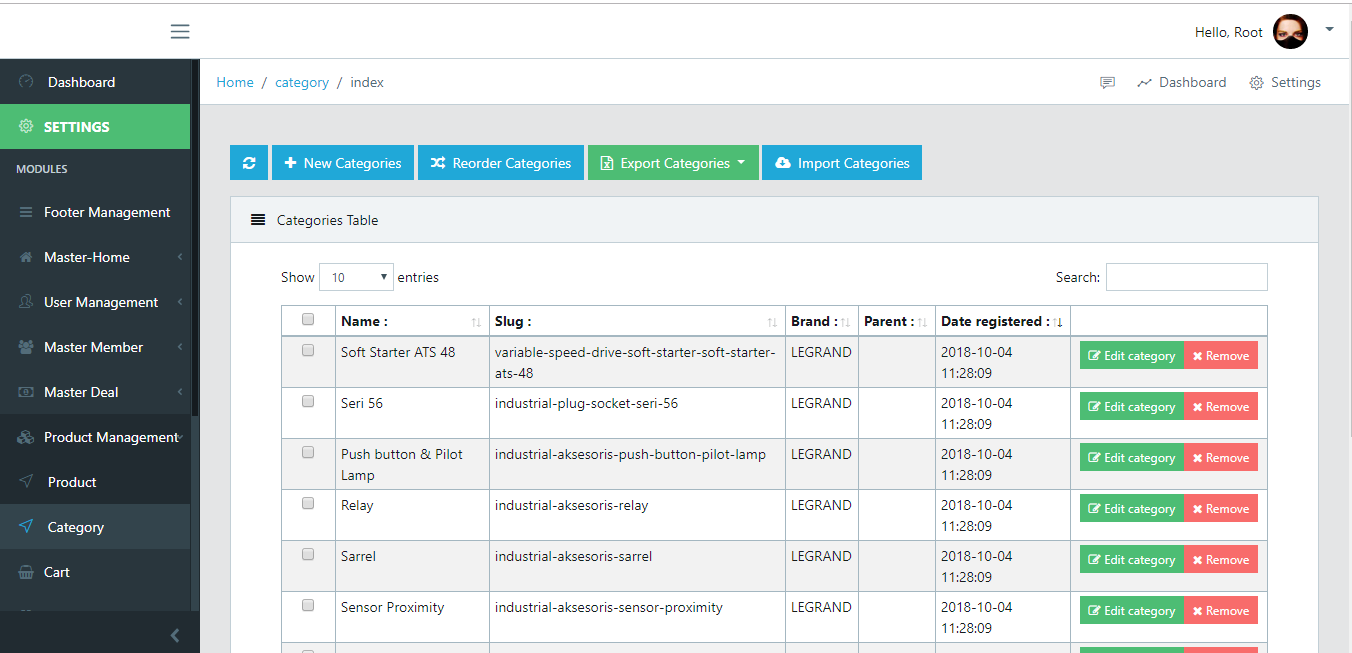 Hello, Root
Dashboard
SETTINGS
MODULES
Footer Management
Master-Home
User Management
Master Member
Master Deal
Product Management
Product
Category
Cart
Home / category / index
Dashboard
Settings
New Categories
Reorder Categories
Export Categories
Import Categories
Categories Table
Show 10 entries
Search:
Name : Slug : Brand : Parent : Date registered :
Soft Starter ATS 48 variable-speed-drive-soft-starter-soft-starter- LEGRAND 2018-10-04 Edit category Remove
ats-48 11:28:09
Seri 56 industrial-plug-socket-seri-56 LEGRAND 2018-10-04 Edit category Remove
11:28:09
Push button & Pilot industrial-aksesoris-push-button-pilot-lamp LEGRAND 2018-10-04 Edit category Remove
Lamp 11:28:09
Relay industrial-aksesoris-relay LEGRAND 2018-10-04 Edit category Remove
11:28:09
Sarrel industrial-aksesoris-sarrel LEGRAND 2018-10-04 Edit category Remove
11:28:09
Sensor Proximity industrial-aksesoris-sensor-proximity LEGRAND 2018-10-04 Edit category Remove
11:28:09